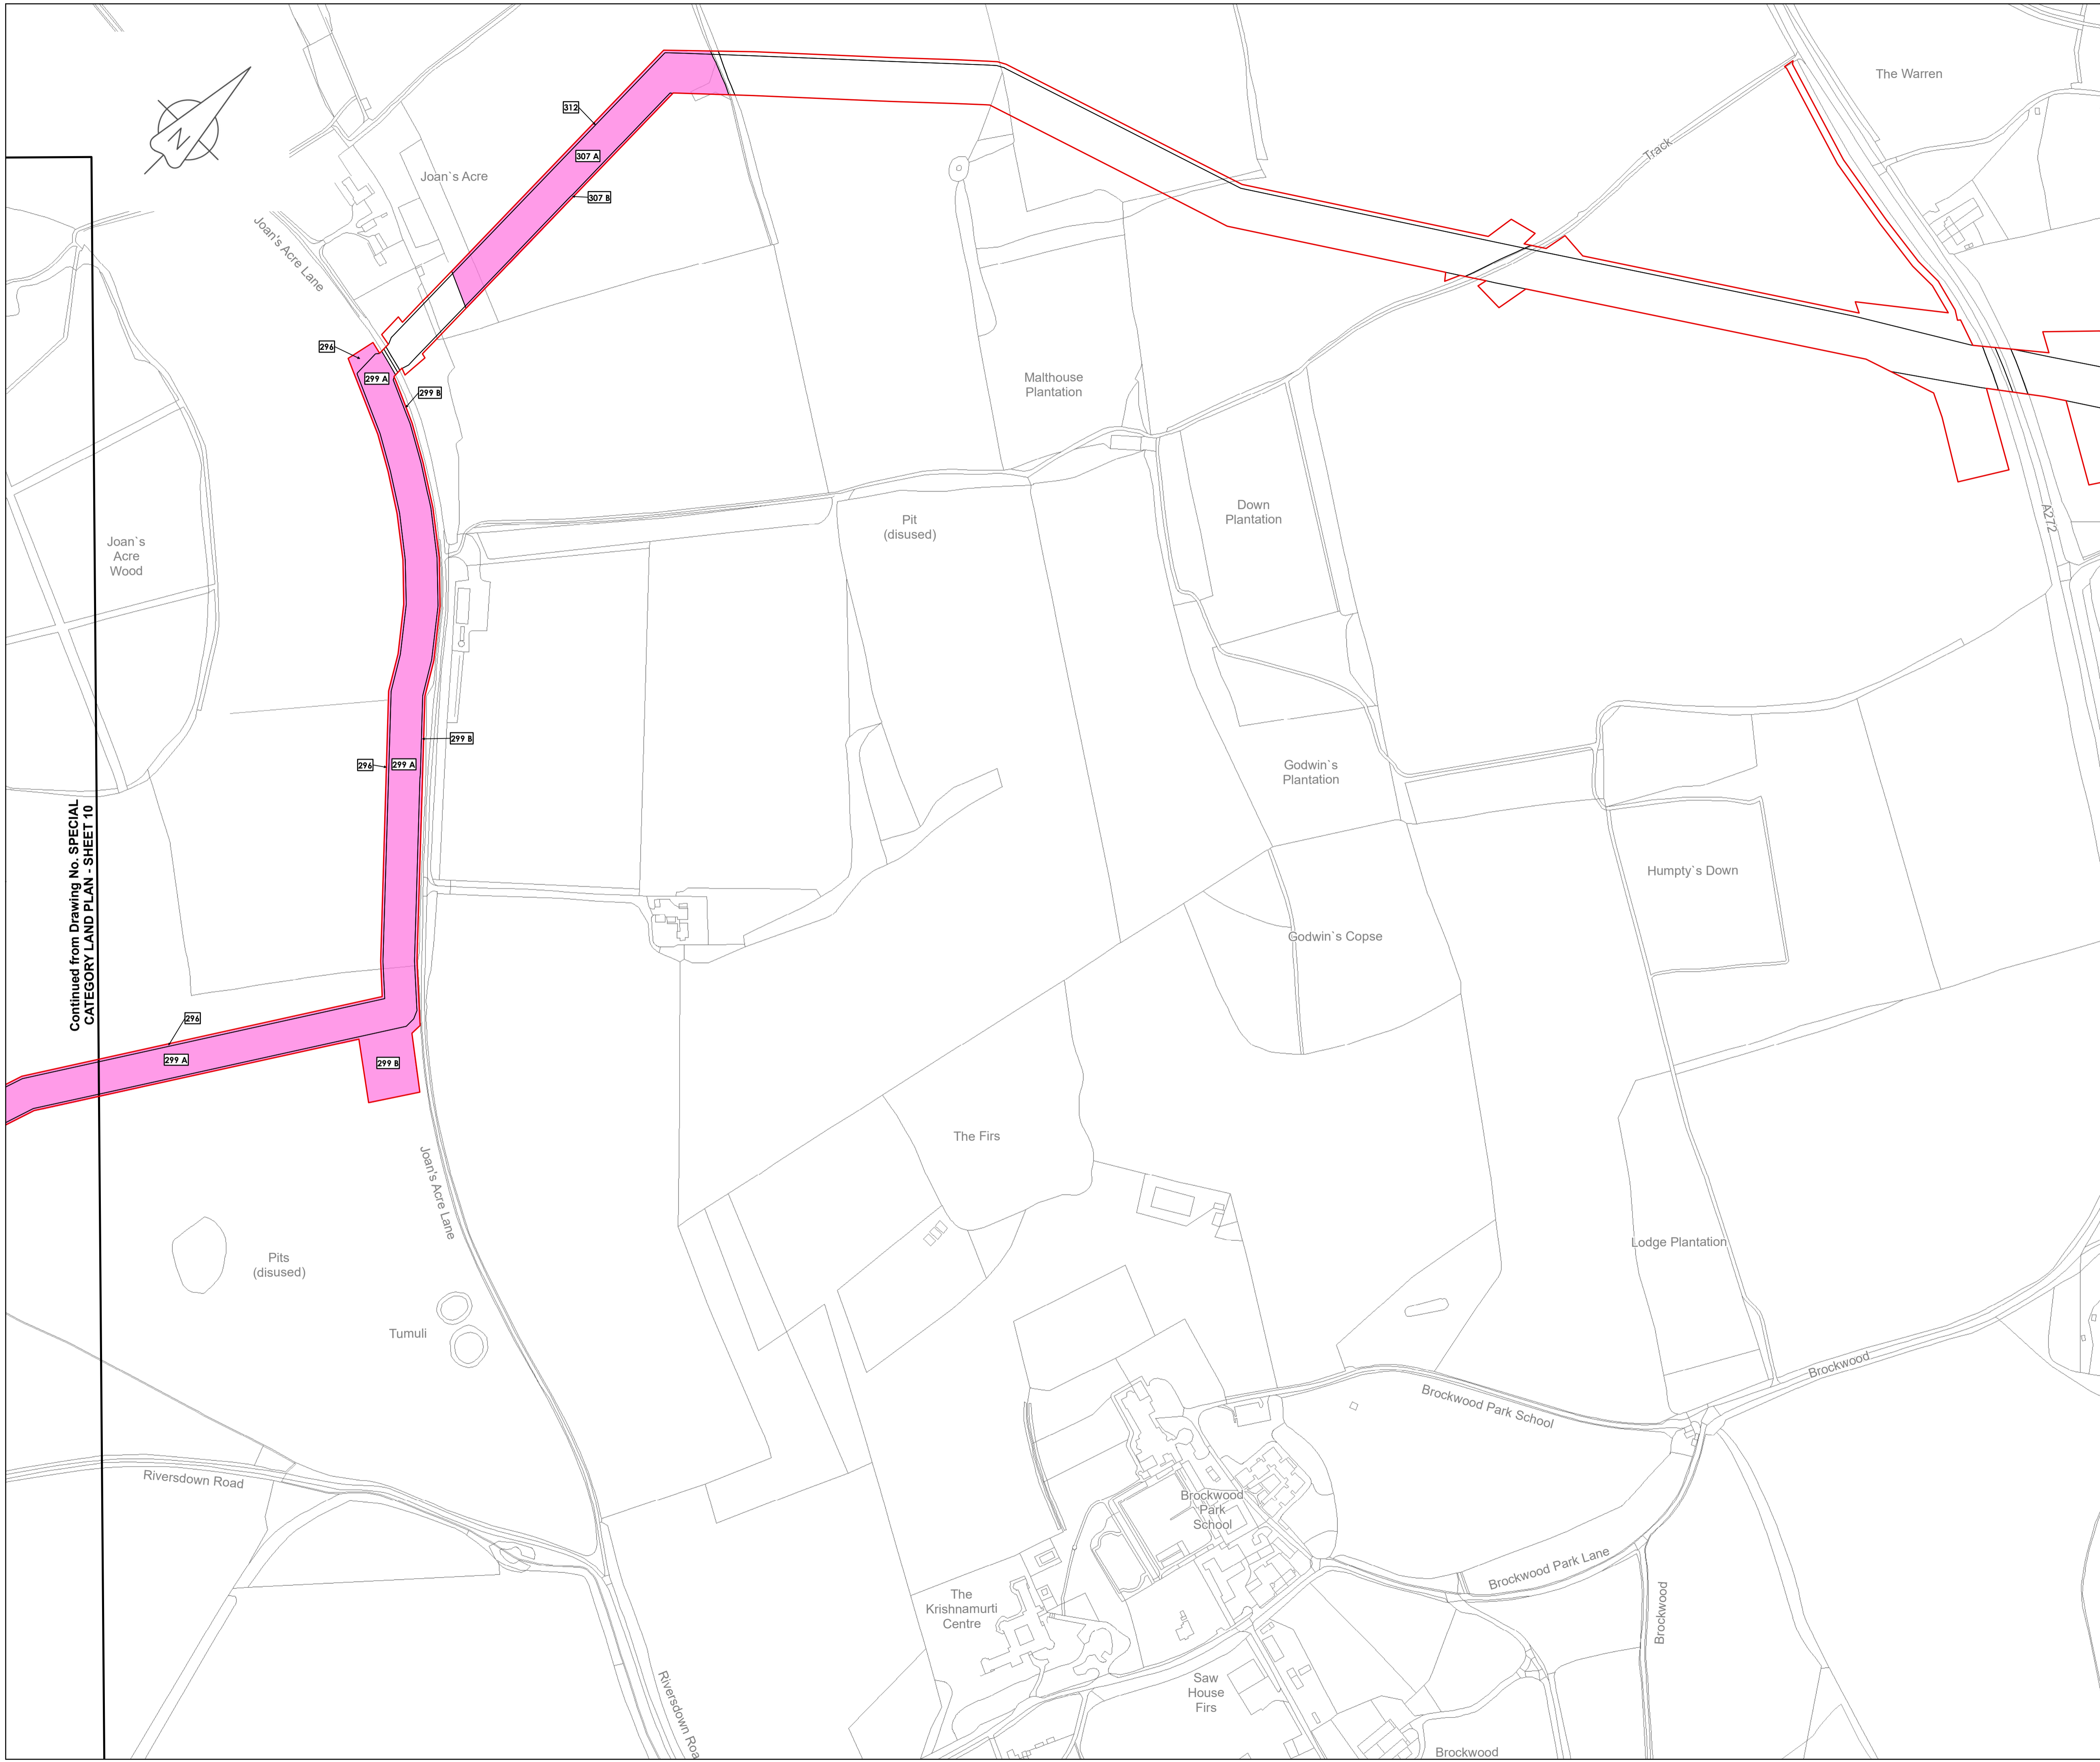 The Warren
312
Track
307 A
Joan`s Acre
307 B
Joan's Acre Lane
N
296
299 A
Malthouse
Plantation
299 B
Down
Plantation
A272
Pit
(disused)
Joan`s
Acre
Wood
299 B
296
299 A
Godwin`s
Plantation
Continued from Drawing No. SPECIAL
CATEGORY LAND PLAN - SHEET 10
Humpty`s Down
Godwin`s Copse
296
299 A
299 B
The Firs
Joan's Acre Lane
Lodge Plantation
Pits
(disused)
Tumuli
Brockwood
Brockwood Park School
Riversdown Road
Brockwood
Park
School
Brockwood Park Lane
The
Krishnamurti
Centre
Brockwood
Saw
House
Firs
Riversdown Roa
Brockwood